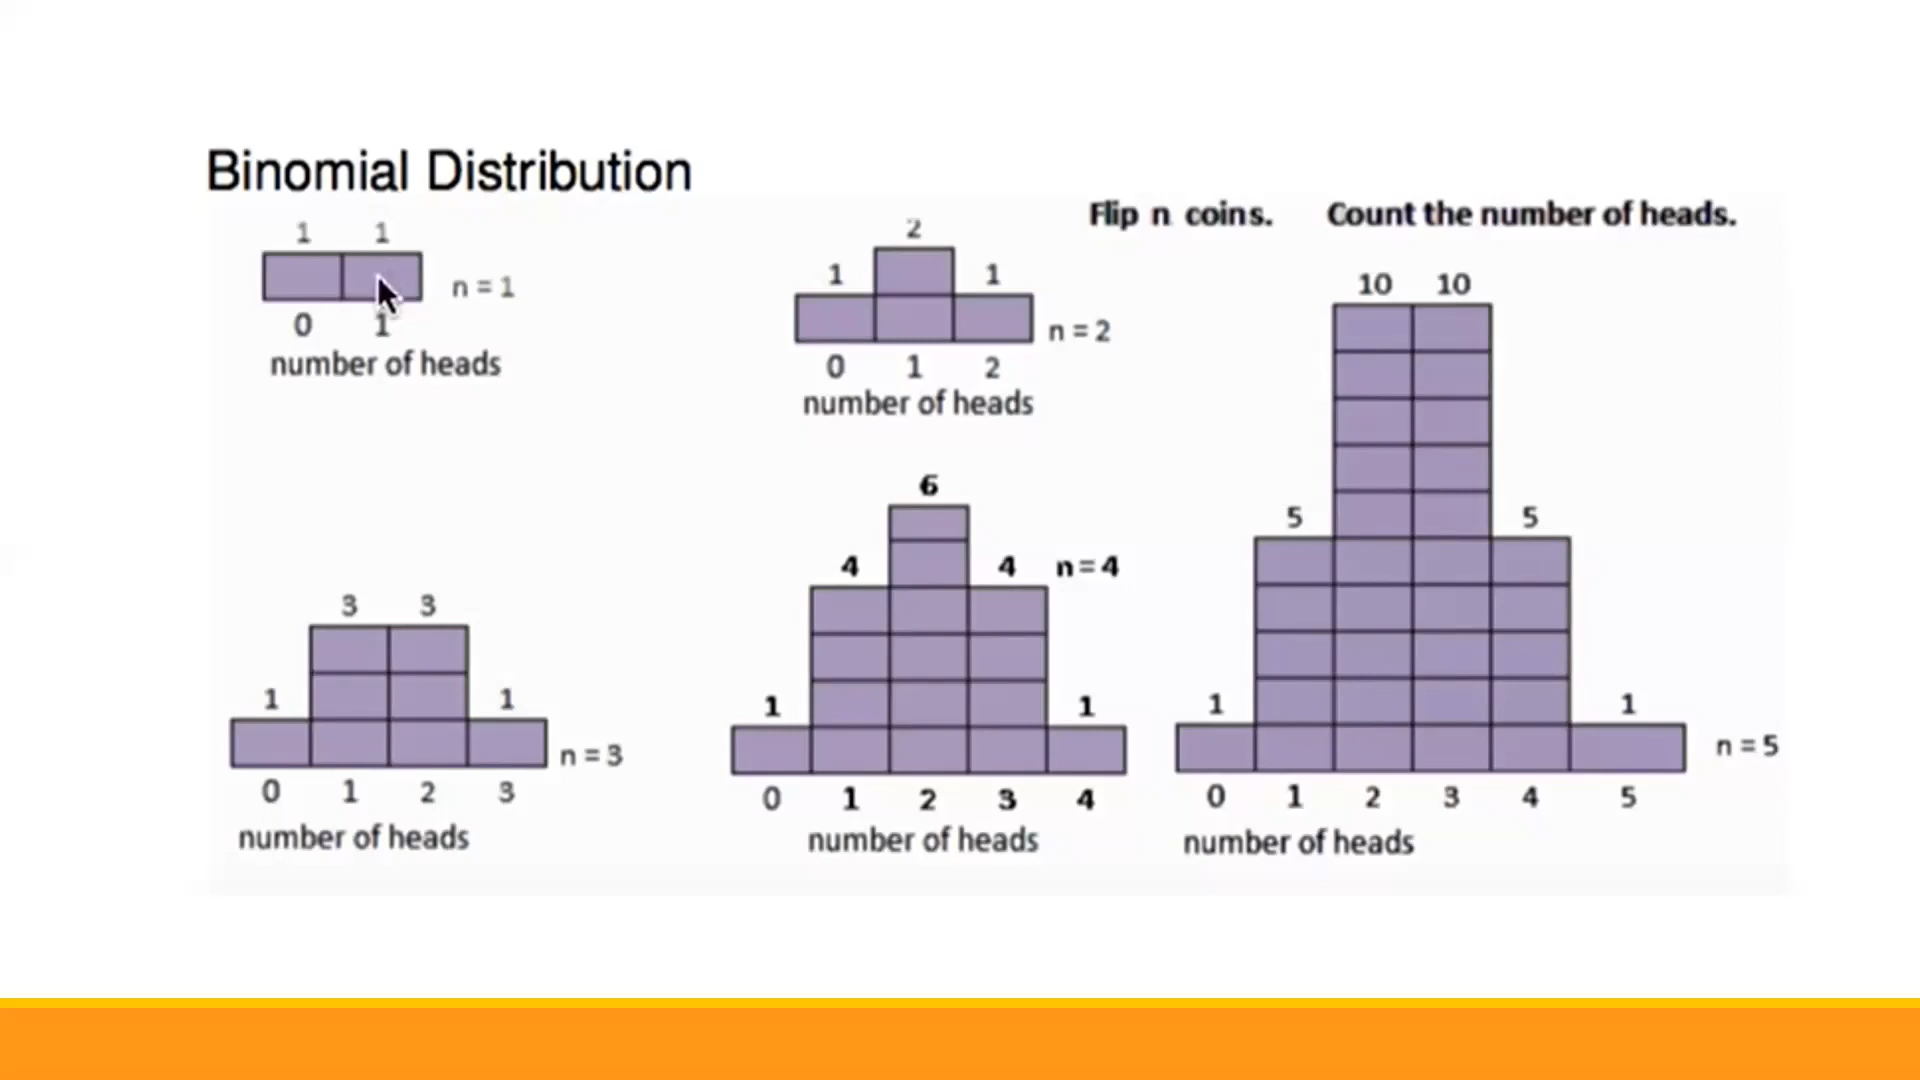 Binomial Distribution
Flip n coins. Count the number of heads.
1 1
n = 1
0 1
number of heads
2
1 1
n = 2
0 1 2
number of heads
3 3
1 1
n = 3
0 1 2 3
number of heads
6
4 4 n = 4
1 1
0 1 2 3 4
number of heads
10 10
5 5
1 1
n = 5
0 1 2 3 4 5
number of heads